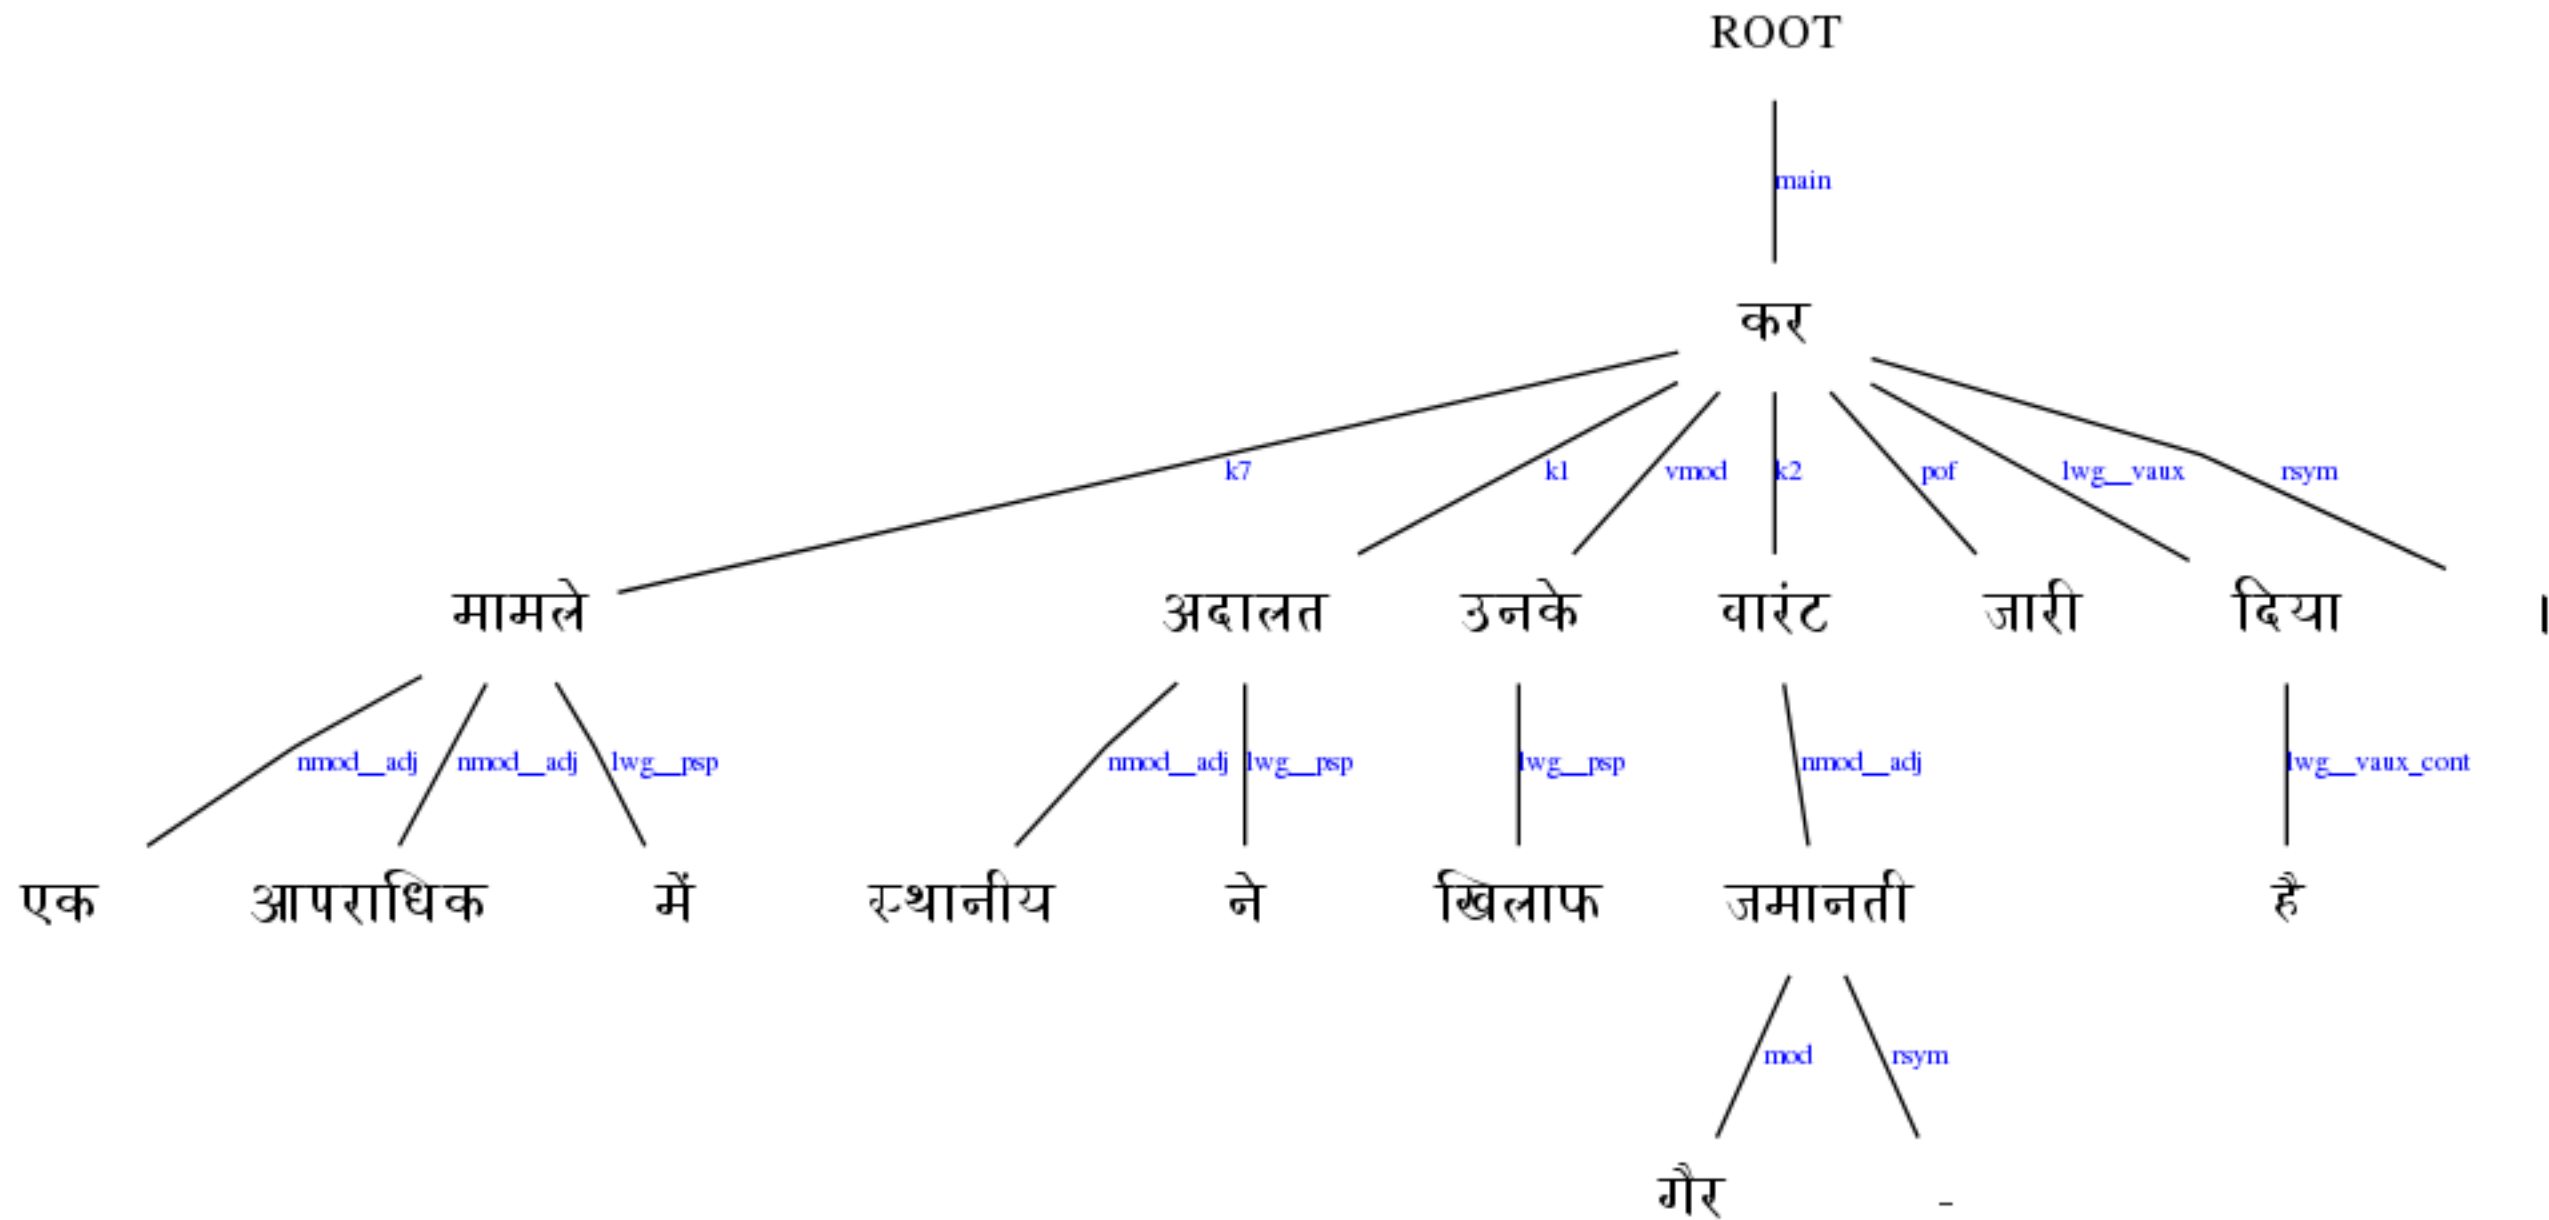 ROOT
main
कर
k7 k1 vmod k2 pof lwg__vaux rsym
मामले अदालत उनके वारंट जारी दिया ।
nmod__adj nmod__adj lwg__psp nmod__adj lwg__psp lwg__psp nmod__adj lwg__vaux_cont
एक आपराधिक में स्थानीय ने खिलाफ जमानती है
mod rsym
गैर -